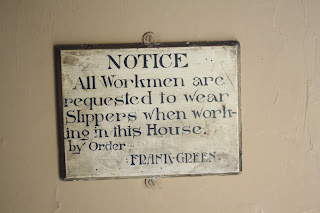 NOTICE
All Workmen are
requested to wear
Slippers when work-
ing in this House.
by Order
FRANK GREEN.